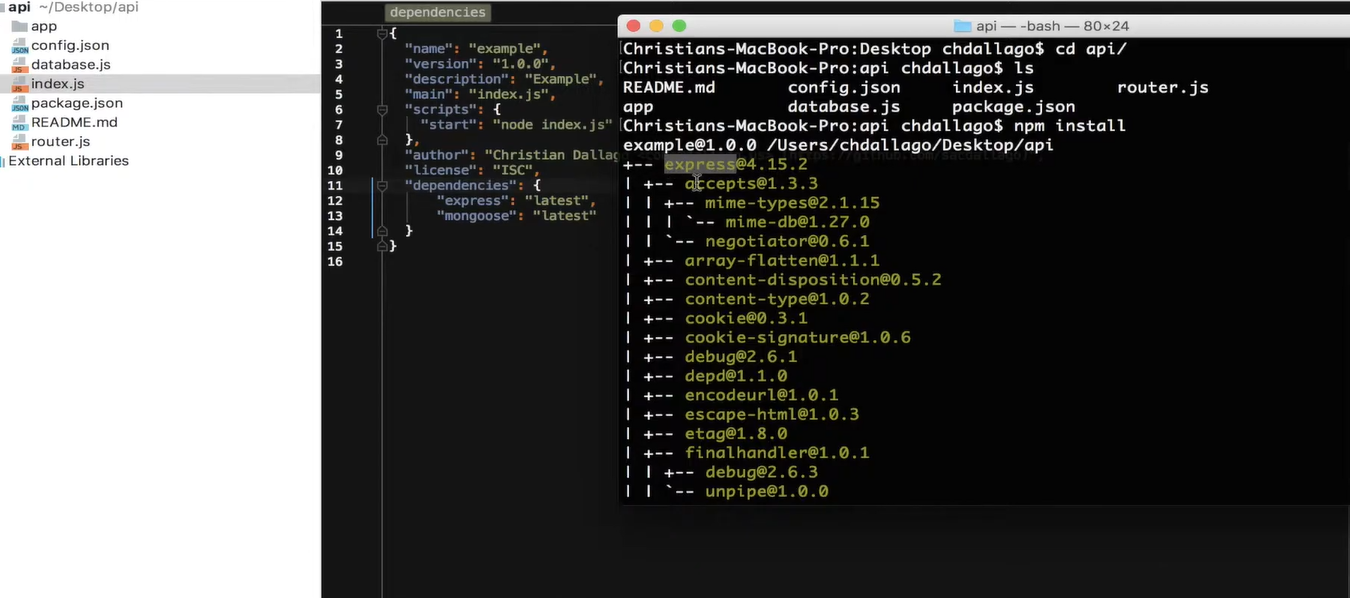 api ~/Desktop/api
app
config.json
database.js
index.js
package.json
README.md
router.js
External Libraries
dependencies
1 {
2 "name": "example",
3 "version": "1.0.0",
4 "description": "Example",
5 "main": "index.js",
6 "scripts": {
7 "start": "node index.js"
8 },
9 "author": "Christian Dallago
10 "license": "ISC",
11 "dependencies": {
12 "express": "latest",
13 "mongoose": "latest"
14 }
15 }
16
api — -bash — 80×24
Christians-MacBook-Pro:Desktop chdallago$ cd api/
Christians-MacBook-Pro:api chdallago$ ls
README.md config.json index.js router.js
app database.js package.json
Christians-MacBook-Pro:api chdallago$ npm install
example@1.0.0 /Users/chdallago/Desktop/api
+-- express@4.15.2
| +-- accepts@1.3.3
| | +-- mime-types@2.1.15
| | | `-- mime-db@1.27.0
| | `-- negotiator@0.6.1
| +-- array-flatten@1.1.1
| +-- content-disposition@0.5.2
| +-- content-type@1.0.2
| +-- cookie@0.3.1
| +-- cookie-signature@1.0.6
| +-- debug@2.6.1
| +-- depd@1.1.0
| +-- encodeurl@1.0.1
| +-- escape-html@1.0.3
| +-- etag@1.8.0
| +-- finalhandler@1.0.1
| | +-- debug@2.6.3
| | `-- unpipe@1.0.0